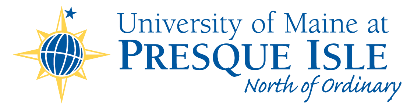 University of Maine at
PRESQUE ISLE
North of Ordinary